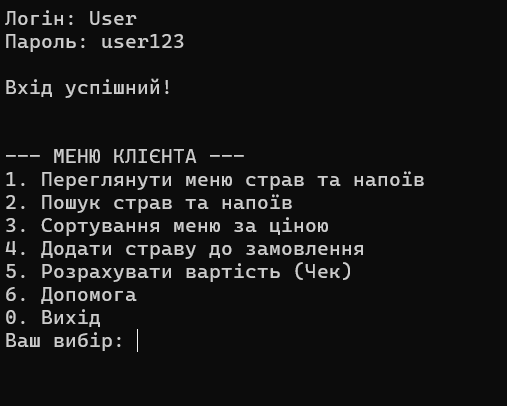 Логін: User
Пароль: user123
Вхід успішний!
--- МЕНЮ КЛІЄНТА ---
1. Переглянути меню страв та напоїв
2. Пошук страв та напоїв
3. Сортування меню за ціною
4. Додати страву до замовлення
5. Розрахувати вартість (Чек)
6. Допомога
0. Вихід
Ваш вибір: